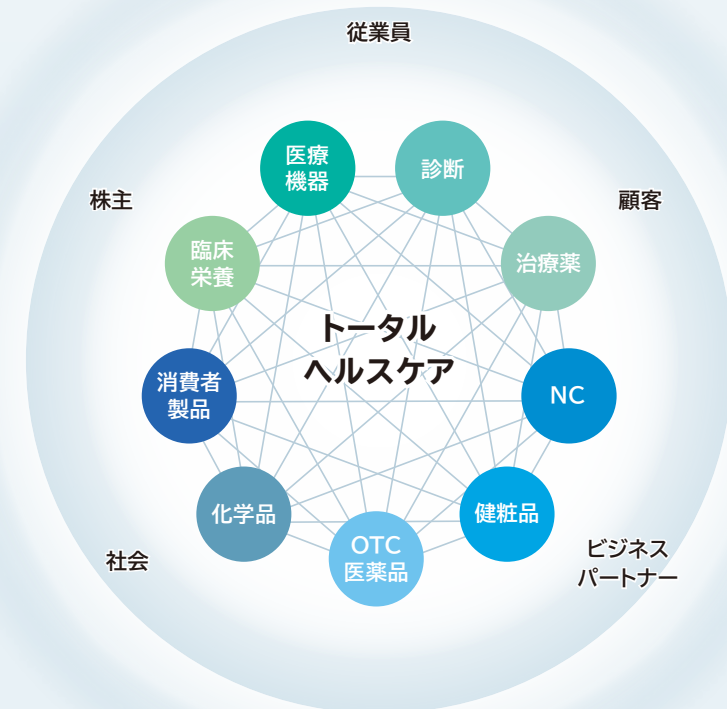 従業員
医療
機器
診断
株主
顧客
臨床
栄養
治療薬
トータル
ヘルスケア
消費者
製品
NC
化学品
健粧品
OTC
医薬品
社会
ビジネス
パートナー